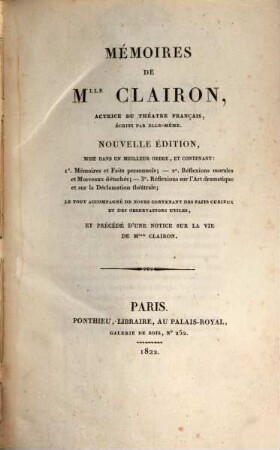 MÉMOIRES
DE
MLLE CLAIRON,
ACTRICE DU THÉATRE FRANÇAIS,
ÉCRITS PAR ELLE-MÊME.
NOUVELLE ÉDITION,
MISE DANS UN MEILLEUR ORDRE, ET CONTENANT:
1°. Mémoires et Faits personnels; — 2°. Réflexions morales
et Morceaux détachés; — 3°. Réflexions sur l'Art dramatique
et sur la Déclamation théâtrale;
LE TOUT ACCOMPAGNÉ DE NOTES CONTENANT DES FAITS CURIEUX
ET DES OBSERVATIONS UTILES,
ET PRÉCÉDÉ D'UNE NOTICE SUR LA VIE
DE MLLE CLAIRON.
PARIS.
PONTHIEU, LIBRAIRE, AU PALAIS-ROYAL,
GALERIE DE BOIS, N° 252.
1822.